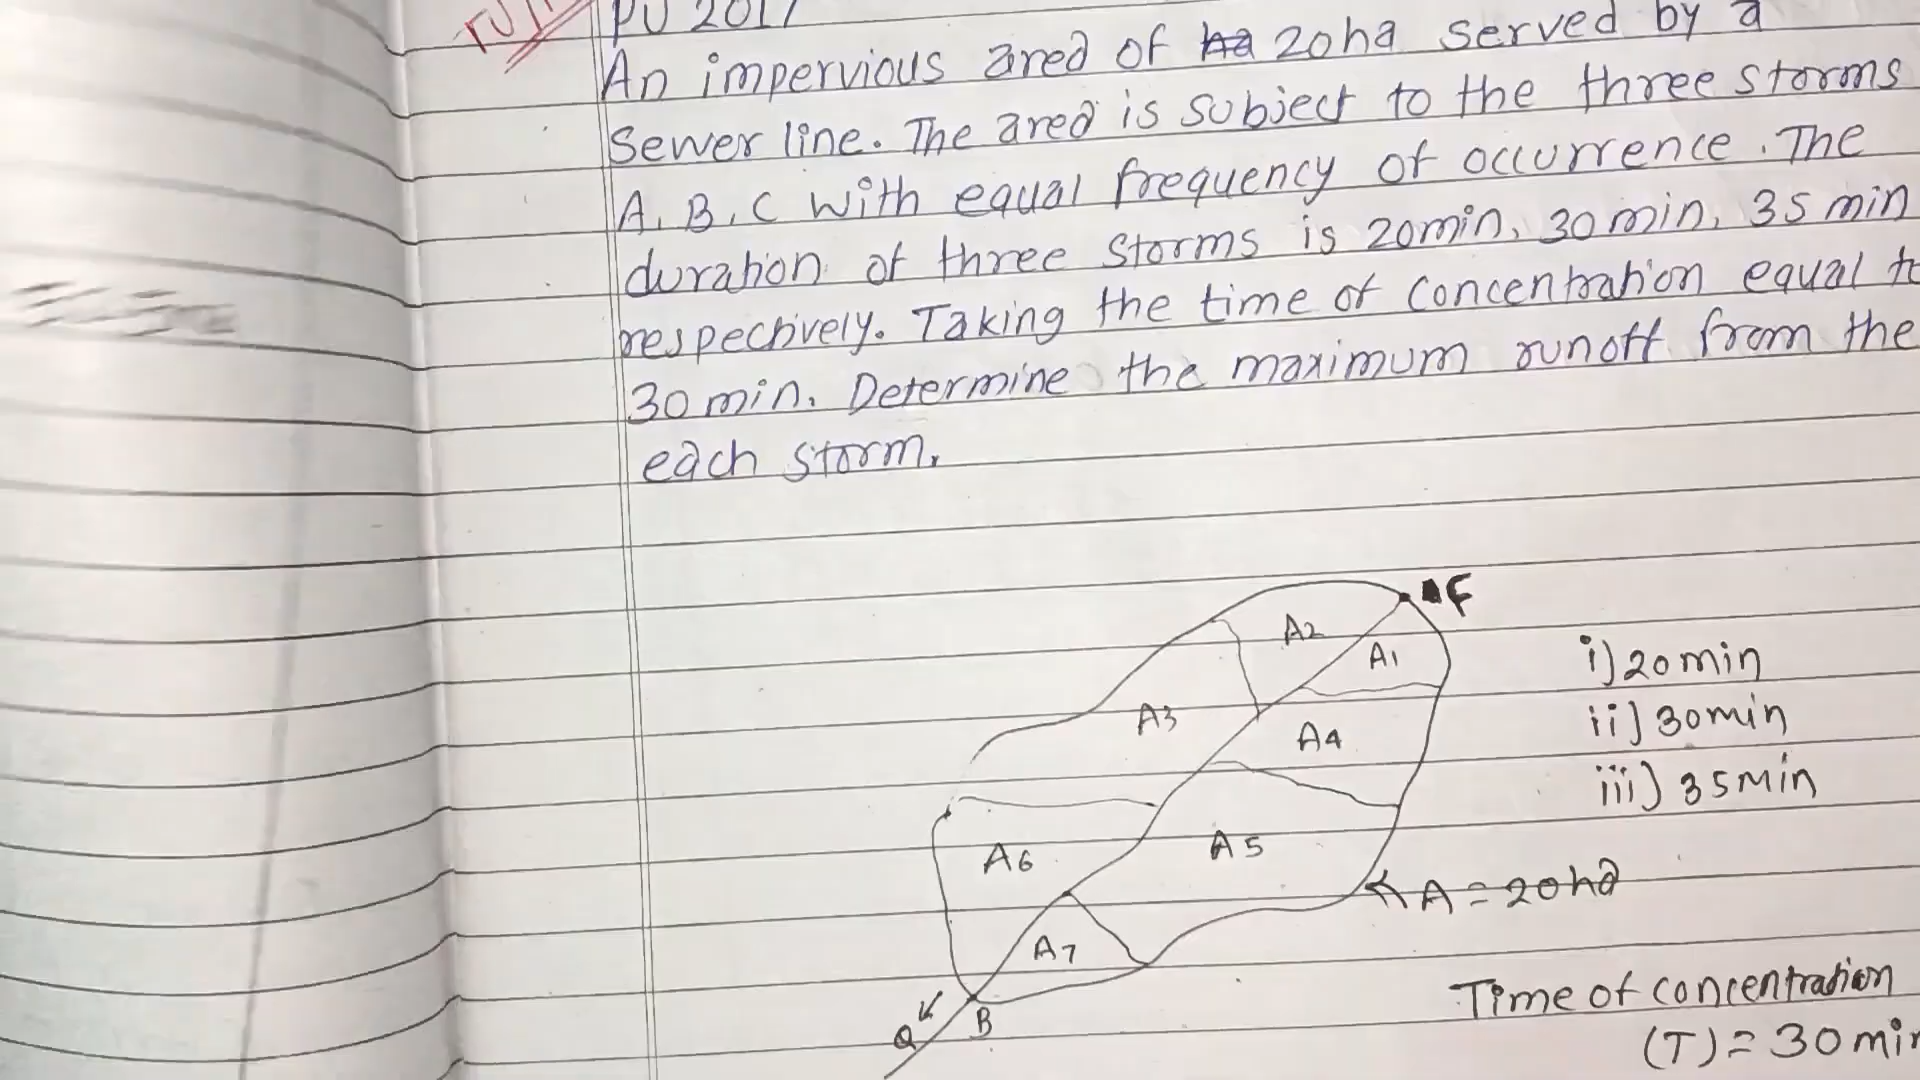 PU 2017
An impervious area of 20ha served by a
Sewer line. The area is subject to the three storms
A, B, C with equal frequency of occurrence. The
duration of three storms is 20min, 30min, 35min
respectively. Taking the time of concentration equal to
30min. Determine the maximum runoff from the
each storm.
F
A2
A1
i) 20min
A3
A4
ii) 30min
iii) 35min
A6
A5
A = 20ha
A7
Time of concentration
Q
B
(T) = 30 min